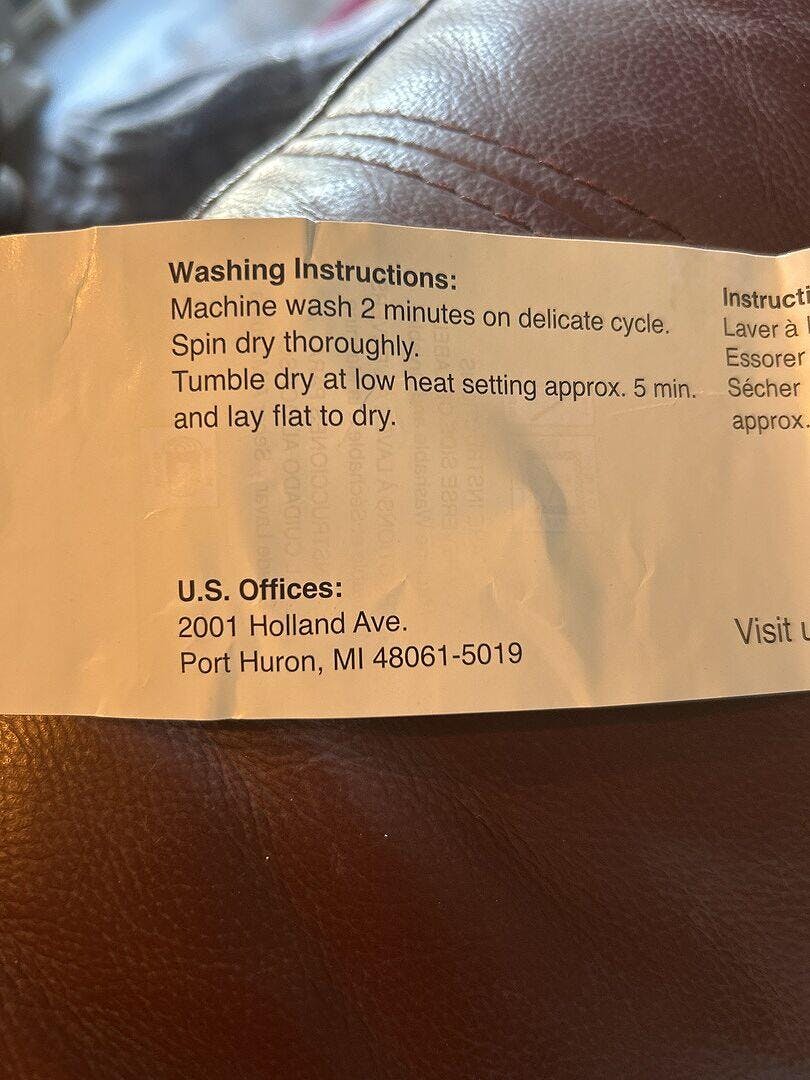 Washing Instructions:
Machine wash 2 minutes on delicate cycle.
Spin dry thoroughly.
Tumble dry at low heat setting approx. 5 min.
and lay flat to dry.
U.S. Offices:
2001 Holland Ave.
Port Huron, MI 48061-5019
Laver à
Essorer
Sécher
approx.
Visit